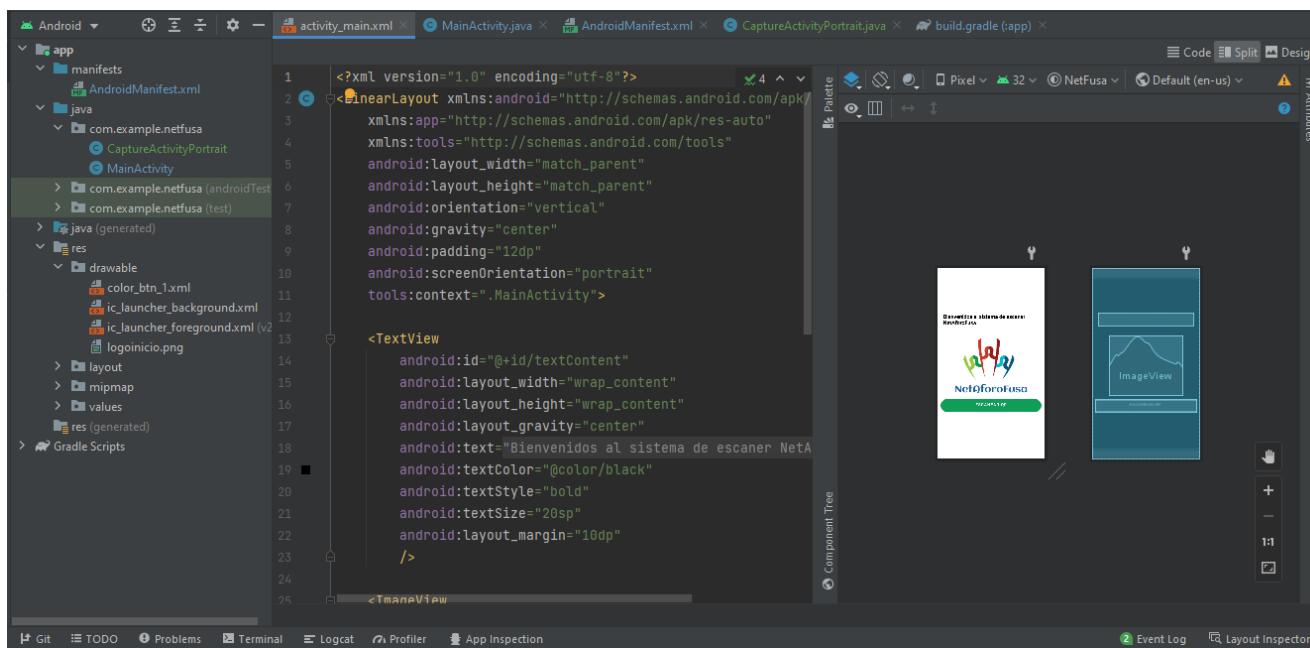 Android
activity_main.xml
MainActivity.java
AndroidManifest.xml
CaptureActivityPortrait.java
build.gradle (:app)
app
manifests
AndroidManifest.xml
java
com.example.netfusa
CaptureActivityPortrait
MainActivity
com.example.netfusa (androidTest
com.example.netfusa (test)
java (generated)
res
drawable
color_btn_1.xml
ic_launcher_background.xml
ic_launcher_foreground.xml (v2
logoinicio.png
layout
mipmap
values
res (generated)
Gradle Scripts
Code Split Desig
4
1 <?xml version="1.0" encoding="utf-8"?>
2 <LinearLayout xmlns:android="http://schemas.android.com/apk/
3 xmlns:app="http://schemas.android.com/apk/res-auto"
4 xmlns:tools="http://schemas.android.com/tools"
5 android:layout_width="match_parent"
6 android:layout_height="match_parent"
7 android:orientation="vertical"
8 android:gravity="center"
9 android:padding="12dp"
10 android:screenOrientation="portrait"
11 tools:context=".MainActivity">
12
13 <TextView
14 android:id="@+id/textContent"
15 android:layout_width="wrap_content"
16 android:layout_height="wrap_content"
17 android:layout_gravity="center"
18 android:text="Bienvenidos al sistema de escaner NetA
19 android:textColor="@color/black"
20 android:textStyle="bold"
21 android:textSize="20sp"
22 android:layout_margin="10dp"
23 />
24
25 <ImageView
Palette
Component Tree
Pixel 32 NetFusa Default (en-us)
Attributes
Bienvenidos al sistema de escaner
NetAforoFusa
NetAforoFusa
ImageView
1:1
Git TODO Problems Terminal Logcat Profiler App Inspection
2 Event Log Layout Inspector